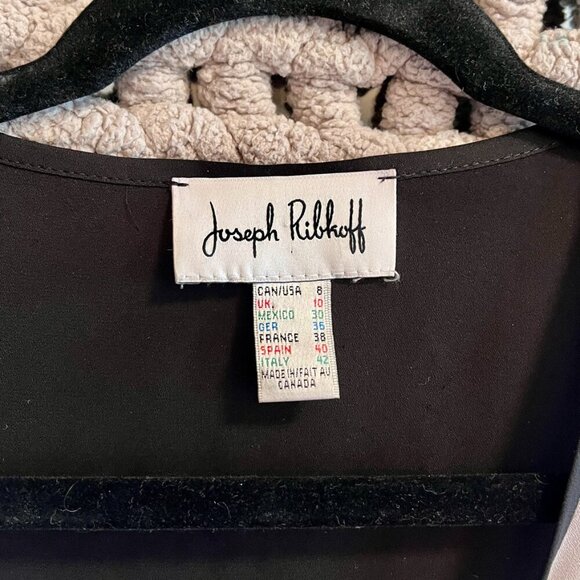 Joseph Ribkoff
CAN/USA 8
UK. 10
MEXICO 30
GER 36
FRANCE 38
SPAIN 40
ITALY 42
MADE IN/FAIT AU
CANADA